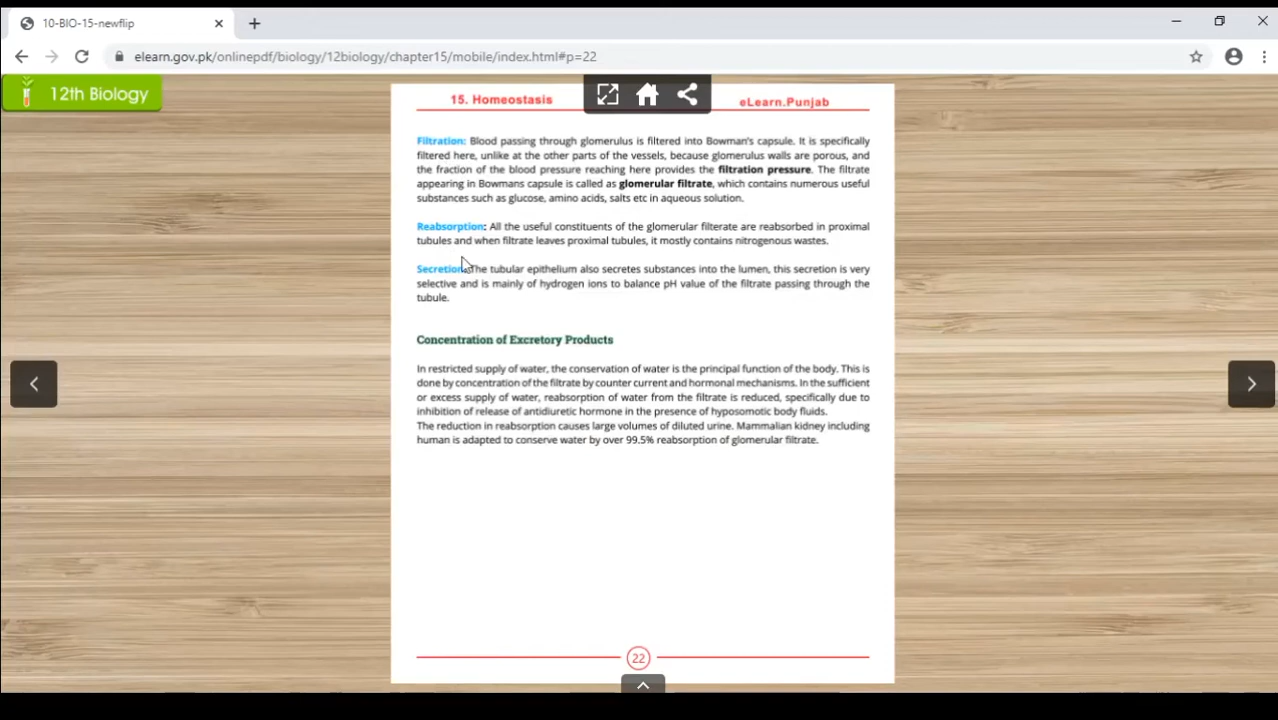 10-BIO-15-newflip
elearn.gov.pk/onlinepdf/biology/12biology/chapter15/mobile/index.html#p=22
12th Biology
15. Homeostasis
eLearn.Punjab
Filtration: Blood passing through glomerulus is filtered into Bowman's capsule. It is specifically
filtered here, unlike at the other parts of the vessels, because glomerulus walls are porous, and
the fraction of the blood pressure reaching here provides the filtration pressure. The filtrate
appearing in Bowmans capsule is called as glomerular filtrate, which contains numerous useful
substances such as glucose, amino acids, salts etc in aqueous solution.
Reabsorption: All the useful constituents of the glomerular filterate are reabsorbed in proximal
tubules and when filtrate leaves proximal tubules, it mostly contains nitrogenous wastes.
Secretion: The tubular epithelium also secretes substances into the lumen, this secretion is very
selective and is mainly of hydrogen ions to balance pH value of the filtrate passing through the
tubule.
Concentration of Excretory Products
In restricted supply of water, the conservation of water is the principal function of the body. This is
done by concentration of the filtrate by counter current and hormonal mechanisms. In the sufficient
or excess supply of water, reabsorption of water from the filtrate is reduced, specifically due to
inhibition of release of antidiuretic hormone in the presence of hyposomotic body fluids.
The reduction in reabsorption causes large volumes of diluted urine. Mammalian kidney including
human is adapted to conserve water by over 99.5% reabsorption of glomerular filtrate.
22